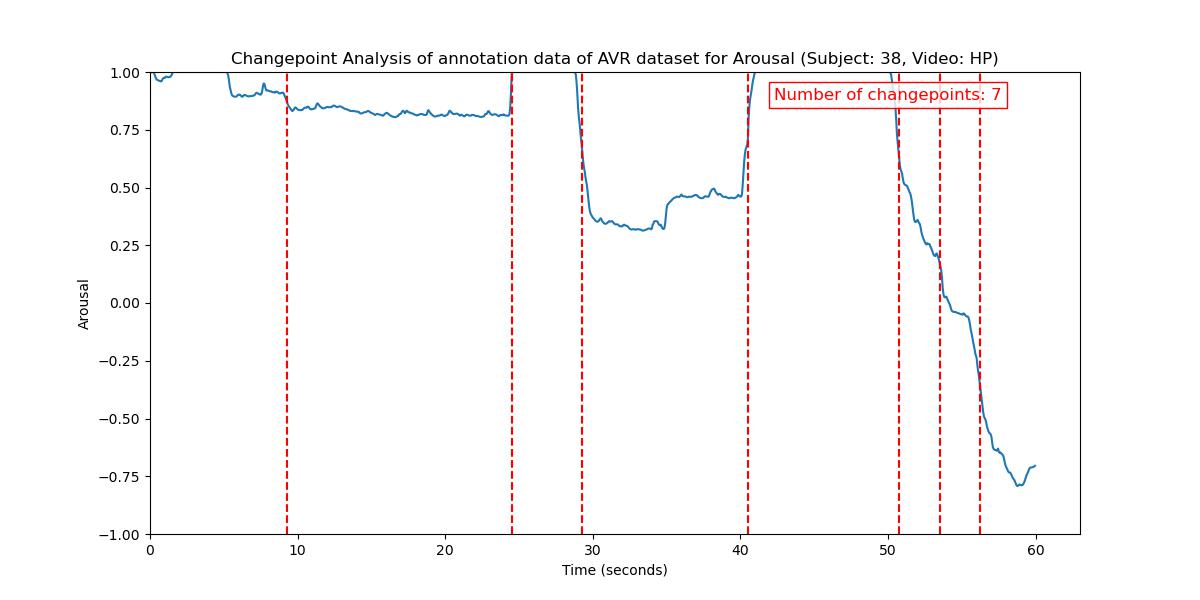 Changepoint Analysis of annotation data of AVR dataset for Arousal (Subject: 38, Video: HP)
Number of changepoints: 7
Arousal
1.00
0.75
0.50
0.25
0.00
−0.25
−0.50
−0.75
−1.00
0 10 20 30 40 50 60
Time (seconds)